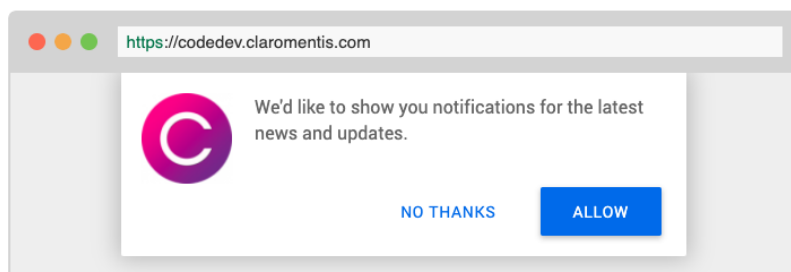 https://codedev.claromentis.com
We'd like to show you notifications for the latest
news and updates.
NO THANKS
ALLOW